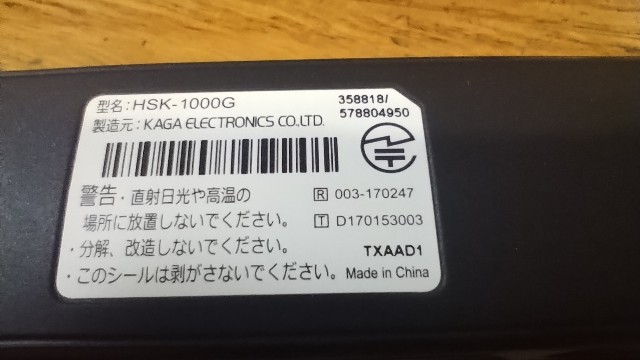 型名：HSK-1000G
358818/
578804950
製造元：KAGA ELECTRONICS CO.,LTD.
警告・直射日光や高温の
場所に放置しないでください。
・分解、改造しないでください。
・このシールは剥がさないでください。
R 003-170247
T D170153003
TXAAD1
Made in China